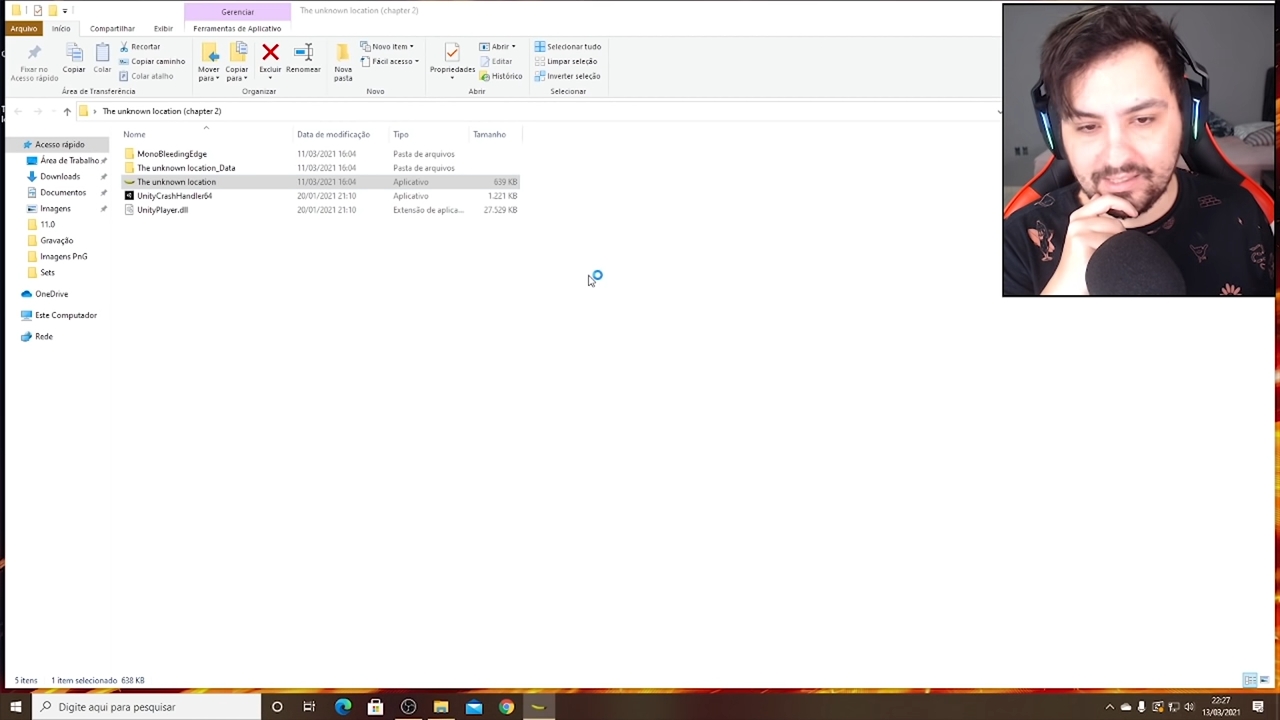 Gerenciar
The unknown location (chapter 2)
Arquivo
Início
Compartilhar
Exibir
Ferramentas de Aplicativo
Fixar no
Acesso rápido
Copiar
Colar
Recortar
Copiar caminho
Colar atalho
Mover
para
Copiar
para
Excluir
Renomear
Nova
pasta
Novo item
Fácil acesso
Propriedades
Abrir
Editar
Histórico
Selecionar tudo
Limpar seleção
Inverter seleção
Área de Transferência
Organizar
Novo
Abrir
Selecionar
The unknown location (chapter 2)
Nome
Data de modificação
Tipo
Tamanho
MonoBleedingEdge 11/03/2021 16:04 Pasta de arquivos
The unknown location_Data 11/03/2021 16:04 Pasta de arquivos
The unknown location 11/03/2021 16:04 Aplicativo 639 KB
UnityCrashHandler64 20/01/2021 21:10 Aplicativo 1.221 KB
UnityPlayer.dll 20/01/2021 21:10 Extensão de aplica... 27.529 KB
Acesso rápido
Área de Trabalho
Downloads
Documentos
Imagens
11.0
Gravação
Imagens PnG
Sets
OneDrive
Este Computador
Rede
5 itens
1 item selecionado 638 KB
Digite aqui para pesquisar
22:27
13/03/2021